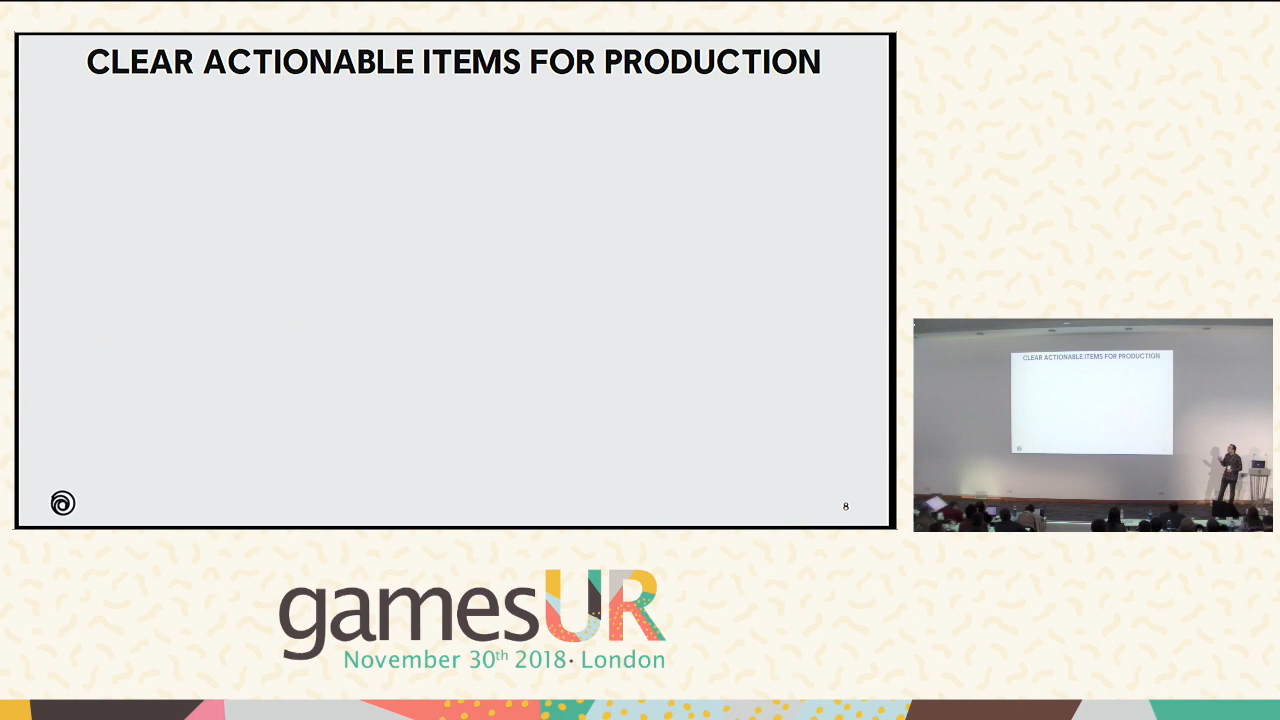 CLEAR ACTIONABLE ITEMS FOR PRODUCTION
8
CLEAR ACTIONABLE ITEMS FOR PRODUCTION
gamesUR
November 30th 2018 · London